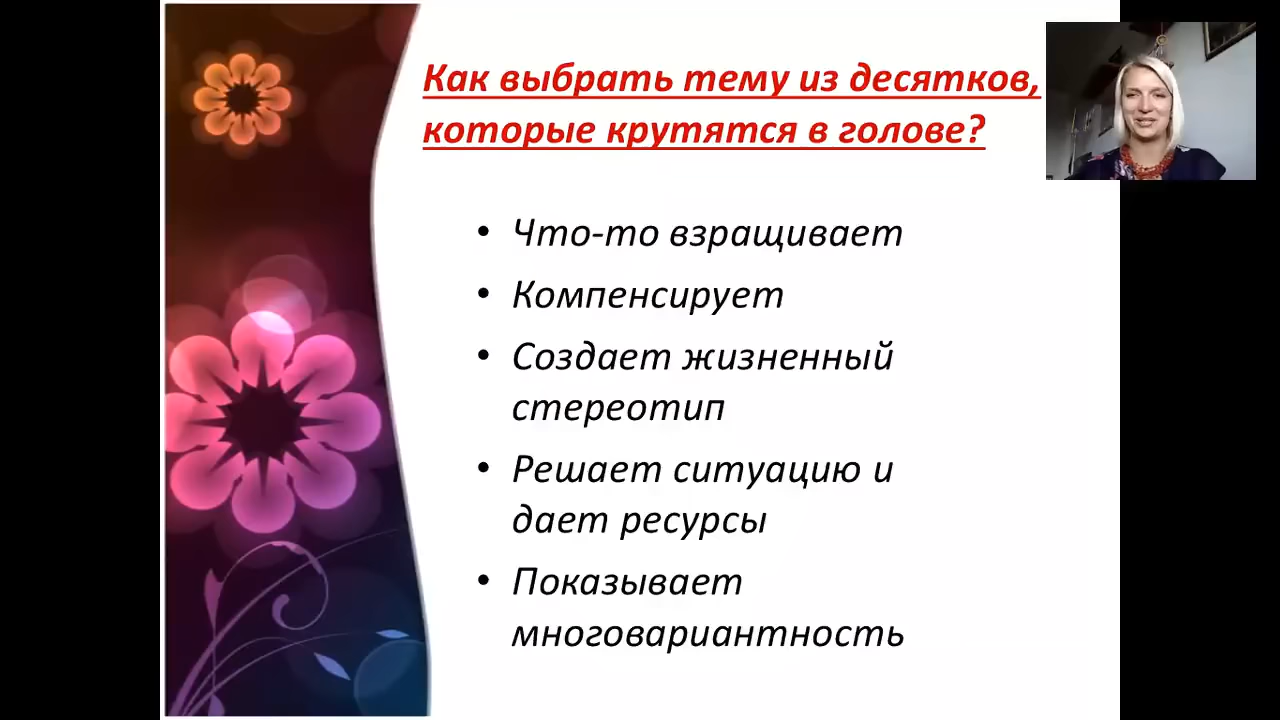 Как выбрать тему из десятков,
которые крутятся в голове?
• Что-то взращивает
• Компенсирует
• Создает жизненный
стереотип
• Решает ситуацию и
дает ресурсы
• Показывает
многовариантность